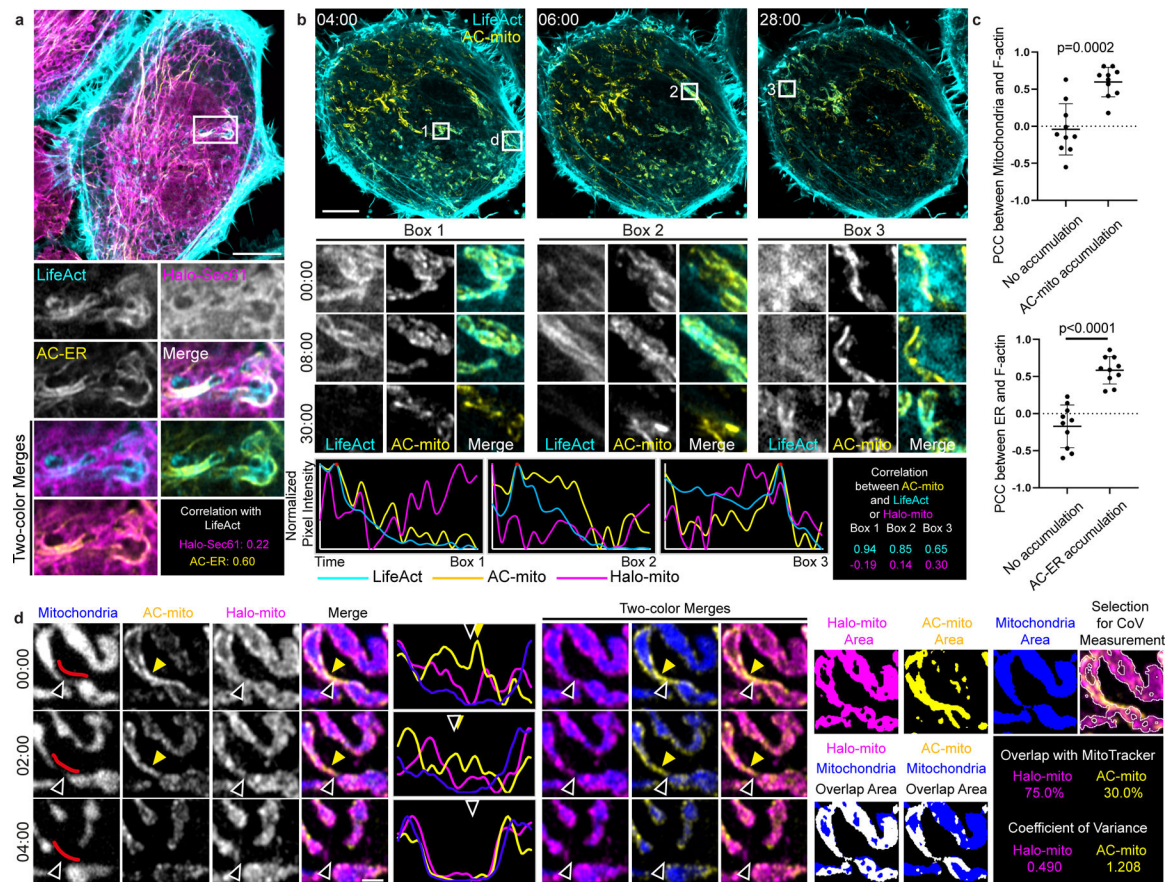 a
LifeAct
Halo-Sec61
AC-ER
Merge
Two-color Merges
Correlation with
LifeAct
Halo-Sec61: 0.22
AC-ER: 0.60
b
04:00
LifeAct
AC-mito
06:00
28:00
1
d
2
3
Box 1
Box 2
Box 3
00:00
08:00
30:00
LifeAct
AC-mito
Merge
LifeAct
AC-mito
Merge
LifeAct
AC-mito
Merge
Normalized
Pixel Intensity
Time
Box 1
Box 2
Box 3
LifeAct
AC-mito
Halo-mito
Correlation
between AC-mito
and LifeAct
or Halo-mito
Box 1 Box 2 Box 3
0.94 0.85 0.65
-0.19 0.14 0.30
c
PCC between Mitochondria and F-actin
p=0.0002
1.0
0.5
0.0
-0.5
-1.0
No accumulation
AC-mito accumulation
PCC between ER and F-actin
p<0.0001
1.0
0.5
0.0
-0.5
-1.0
No accumulation
AC-ER accumulation
d
Mitochondria
AC-mito
Halo-mito
Merge
Two-color Merges
00:00
02:00
04:00
Halo-mito
Area
AC-mito
Area
Mitochondria
Area
Selection
for CoV
Measurement
Halo-mito
Mitochondria
Overlap Area
AC-mito
Mitochondria
Overlap Area
Overlap with MitoTracker
Halo-mito AC-mito
75.0% 30.0%
Coefficient of Variance
Halo-mito AC-mito
0.490 1.208